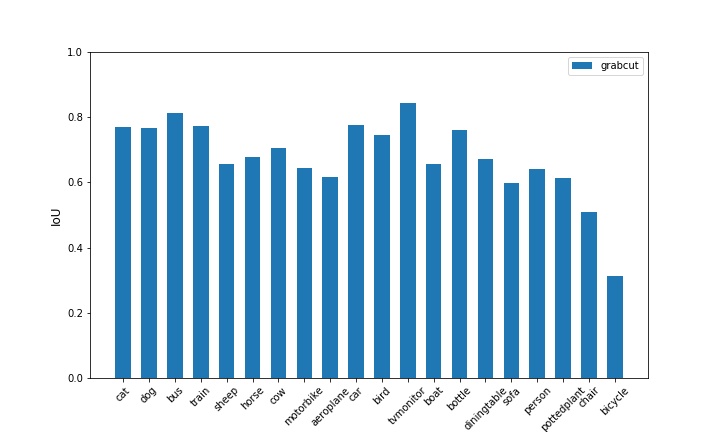 grabcut
1.0
0.8
0.6
0.4
0.2
0.0
IoU
cat
dog
bus
train
sheep
horse
cow
motorbike
aeroplane
car
bird
tvmonitor
boat
bottle
diningtable
sofa
person
pottedplant
chair
bicycle